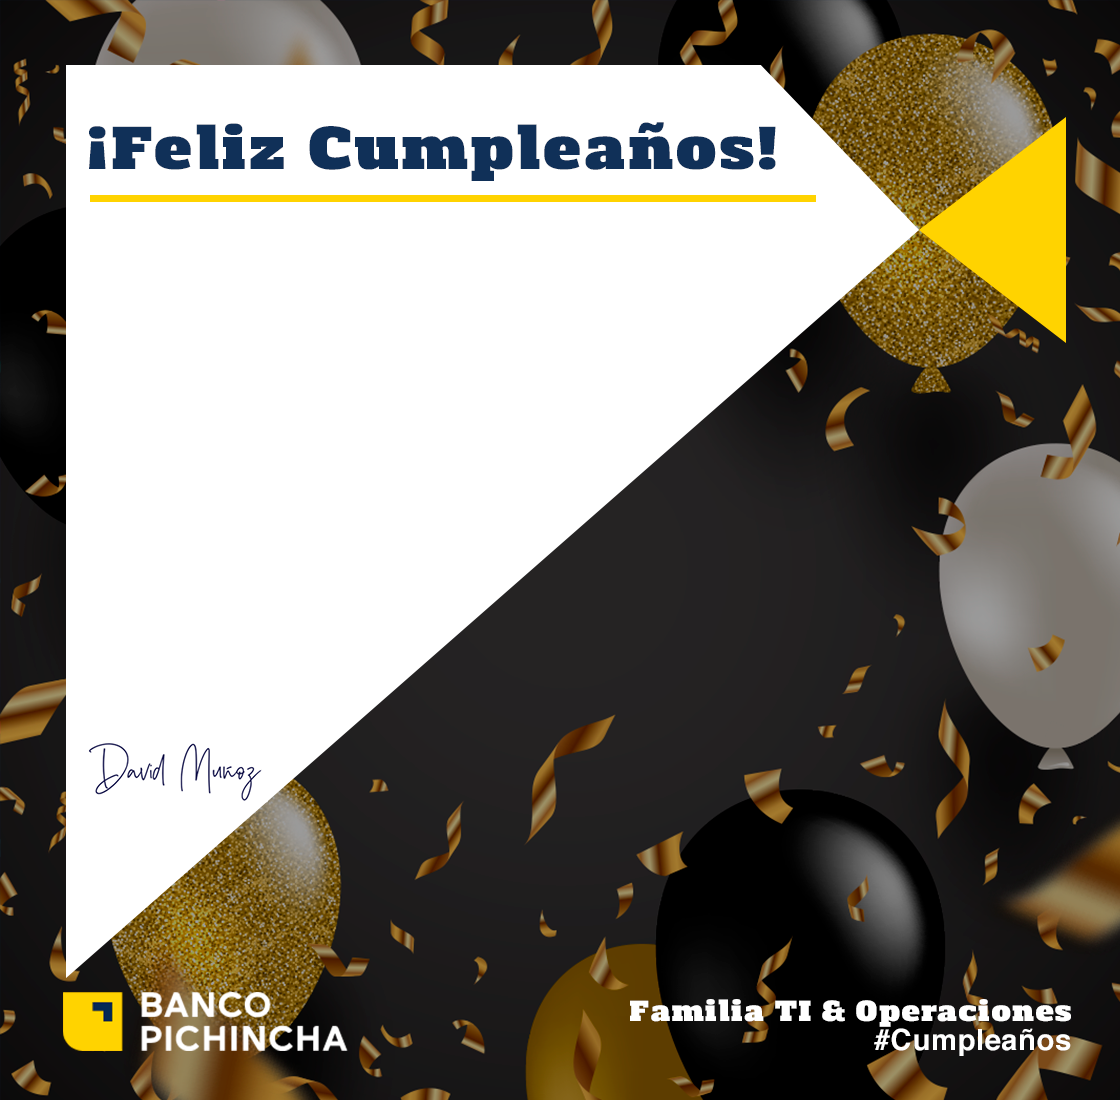 ¡Feliz Cumpleaños!
David Muñoz
BANCO
PICHINCHA
Familia TI & Operaciones
#Cumpleaños